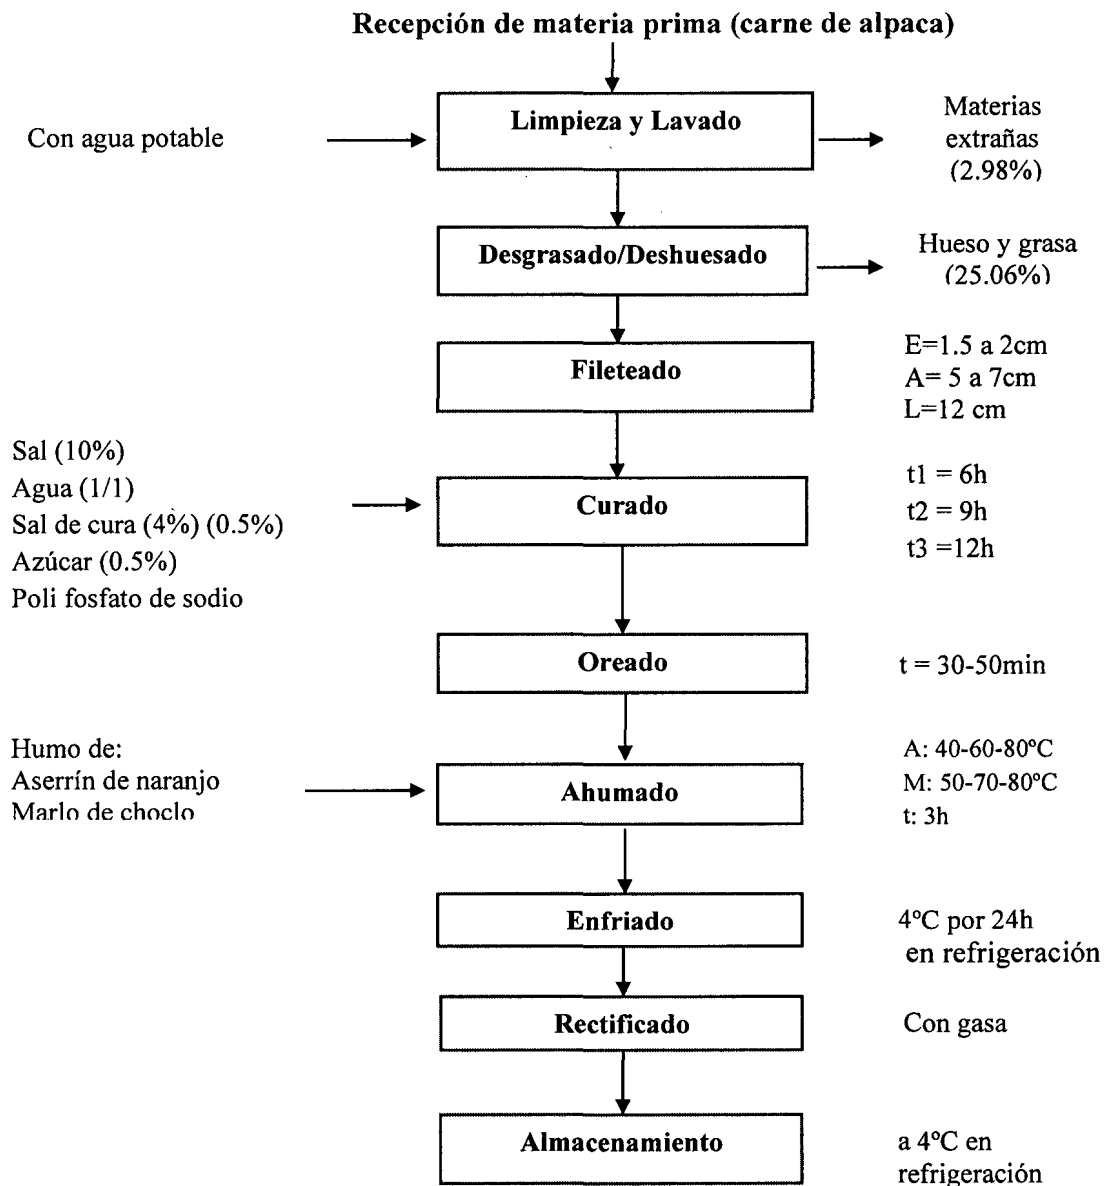 Recepción de materia prima (carne de alpaca)
Con agua potable
Limpieza y Lavado
Materias
extrañas
(2.98%)
Desgrasado/Deshuesado
Hueso y grasa
(25.06%)
Fileteado
E=1.5 a 2cm
A= 5 a 7cm
L=12 cm
Sal (10%)
Agua (1/1)
Sal de cura (4%) (0.5%)
Azúcar (0.5%)
Poli fosfato de sodio
Curado
t1 = 6h
t2 = 9h
t3 =12h
Oreado
t = 30-50min
Humo de:
Aserrín de naranjo
Marlo de choclo
Ahumado
A: 40-60-80ºC
M: 50-70-80ºC
t: 3h
Enfriado
4ºC por 24h
en refrigeración
Rectificado
Con gasa
Almacenamiento
a 4ºC en
refrigeración